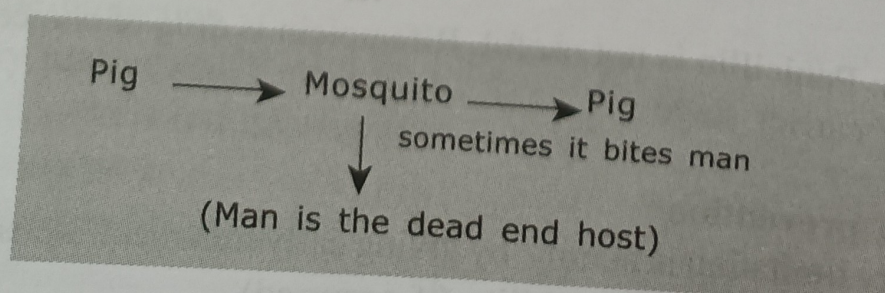 Pig Mosquito Pig
sometimes it bites man
(Man is the dead end host)